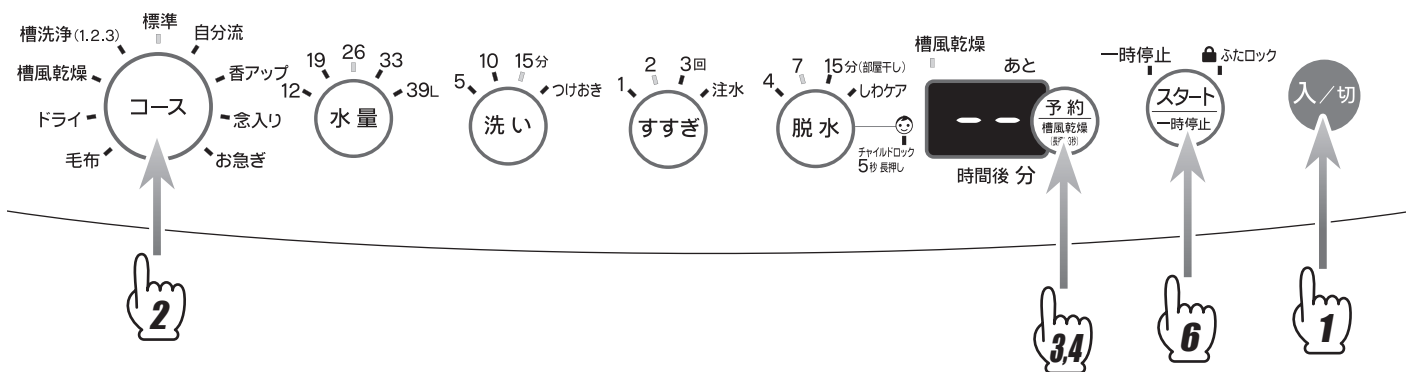 標準
槽洗浄(1.2.3)
自分流
槽風乾燥
香アップ
ドライ
念入り
毛布
お急ぎ
コース
12
19
26
33
39L
水量
5
10
15分
つけおき
洗い
1
2
3回
注水
すすぎ
4
7
15分(部屋干し)
しわケア
脱水
チャイルドロック
5秒 長押し
槽風乾燥
あと
--
時間後 分
予約
槽風乾燥
一時停止
ふたロック
スタート
一時停止
入/切
2
3,4
6
1